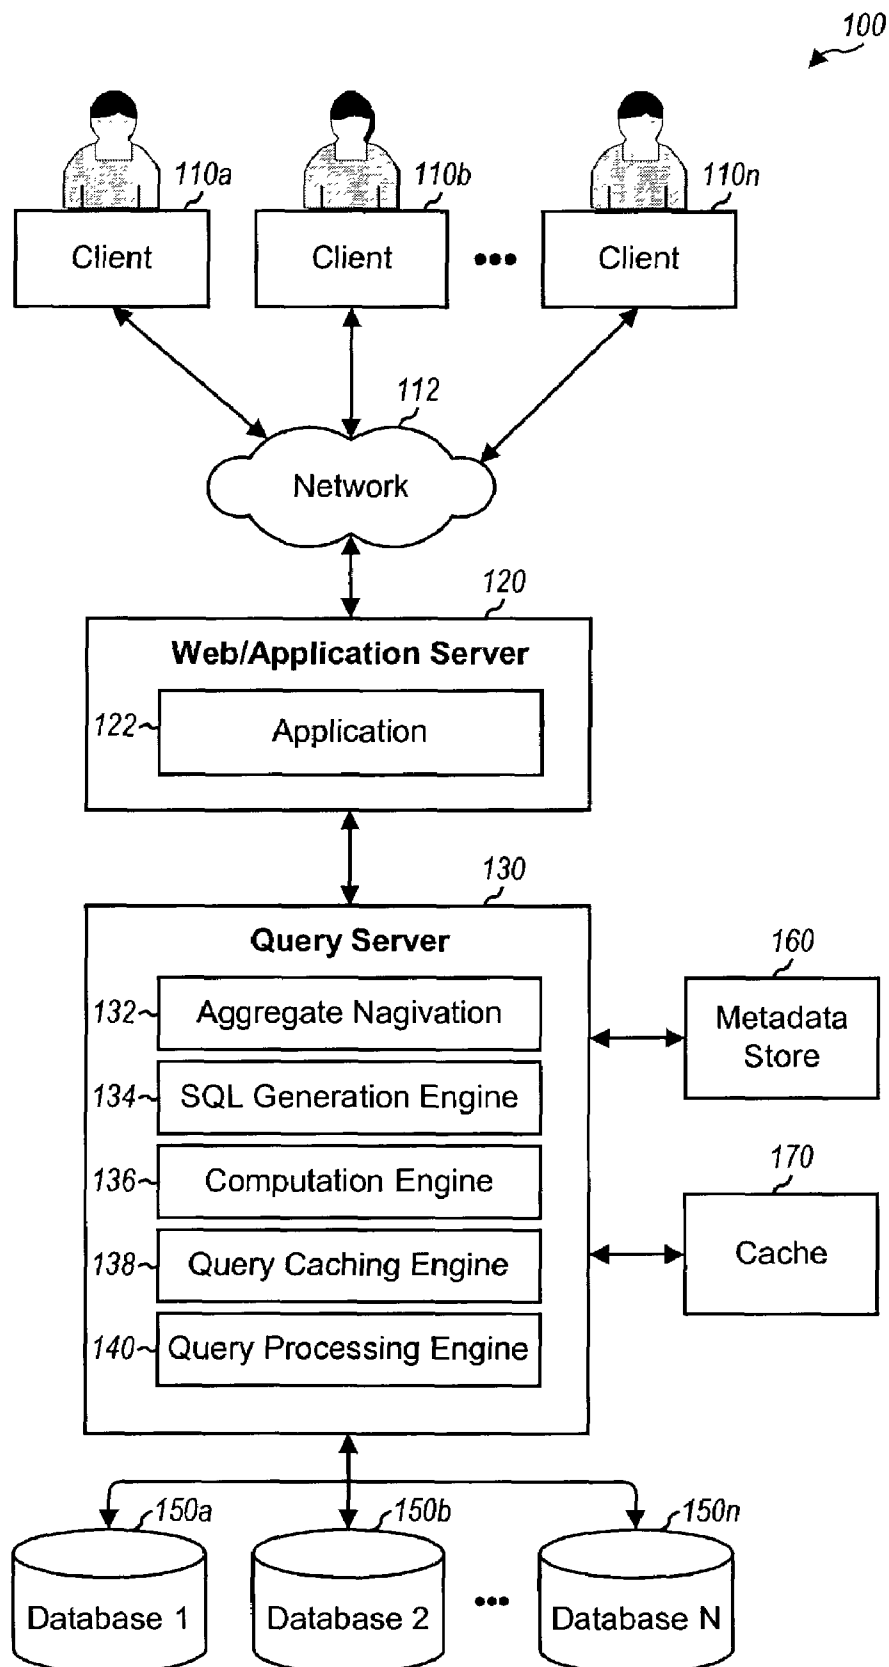 100
110a
110b
110n
Client
Client
•••
Client
112
Network
120
Web/Application Server
122
Application
130
Query Server
132
Aggregate Nagivation
134
SQL Generation Engine
136
Computation Engine
138
Query Caching Engine
140
Query Processing Engine
160
Metadata
Store
170
Cache
150a
150b
150n
Database 1
Database 2
•••
Database N